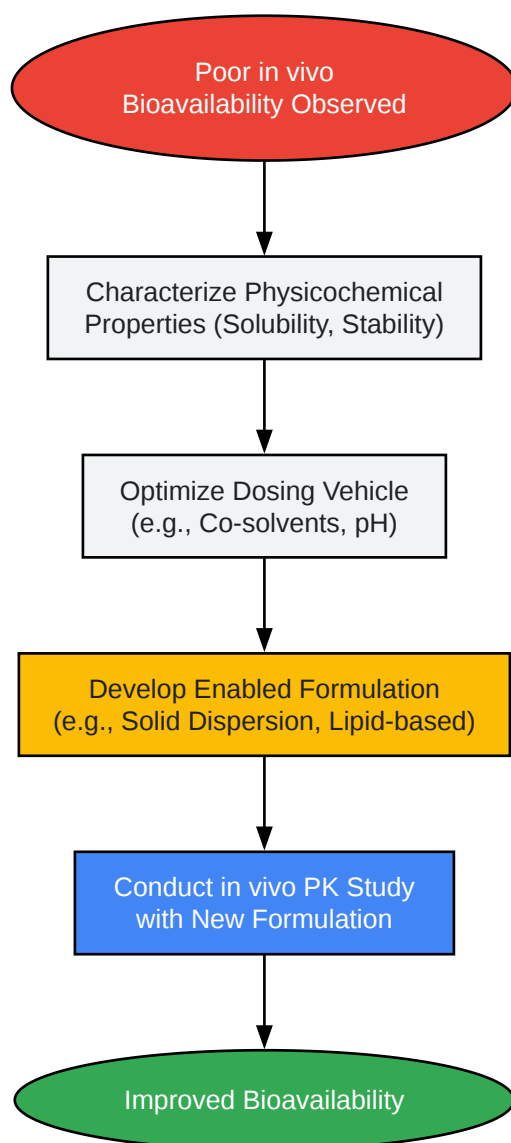 Poor in vivo
Bioavailability Observed
Characterize Physicochemical
Properties (Solubility, Stability)
Optimize Dosing Vehicle
(e.g., Co-solvents, pH)
Develop Enabled Formulation
(e.g., Solid Dispersion, Lipid-based)
Conduct in vivo PK Study
with New Formulation
Improved Bioavailability